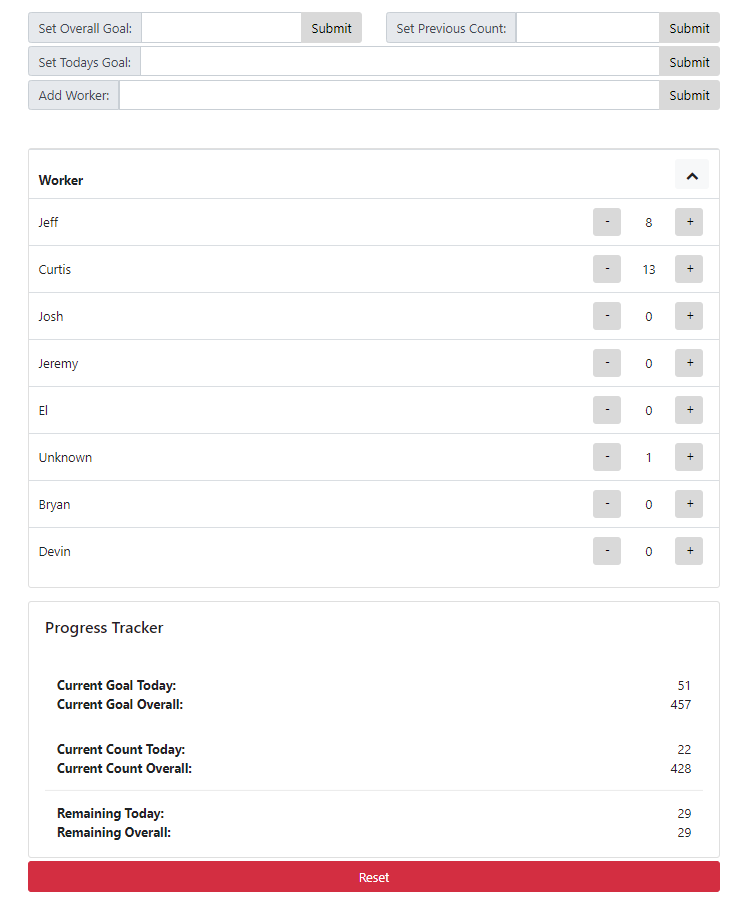 Set Overall Goal: Submit Set Previous Count: Submit
Set Todays Goal: Submit
Add Worker: Submit
Worker
Jeff - 8 +
Curtis - 13 +
Josh - 0 +
Jeremy - 0 +
El - 0 +
Unknown - 1 +
Bryan - 0 +
Devin - 0 +
Progress Tracker
Current Goal Today: 51
Current Goal Overall: 457
Current Count Today: 22
Current Count Overall: 428
Remaining Today: 29
Remaining Overall: 29
Reset